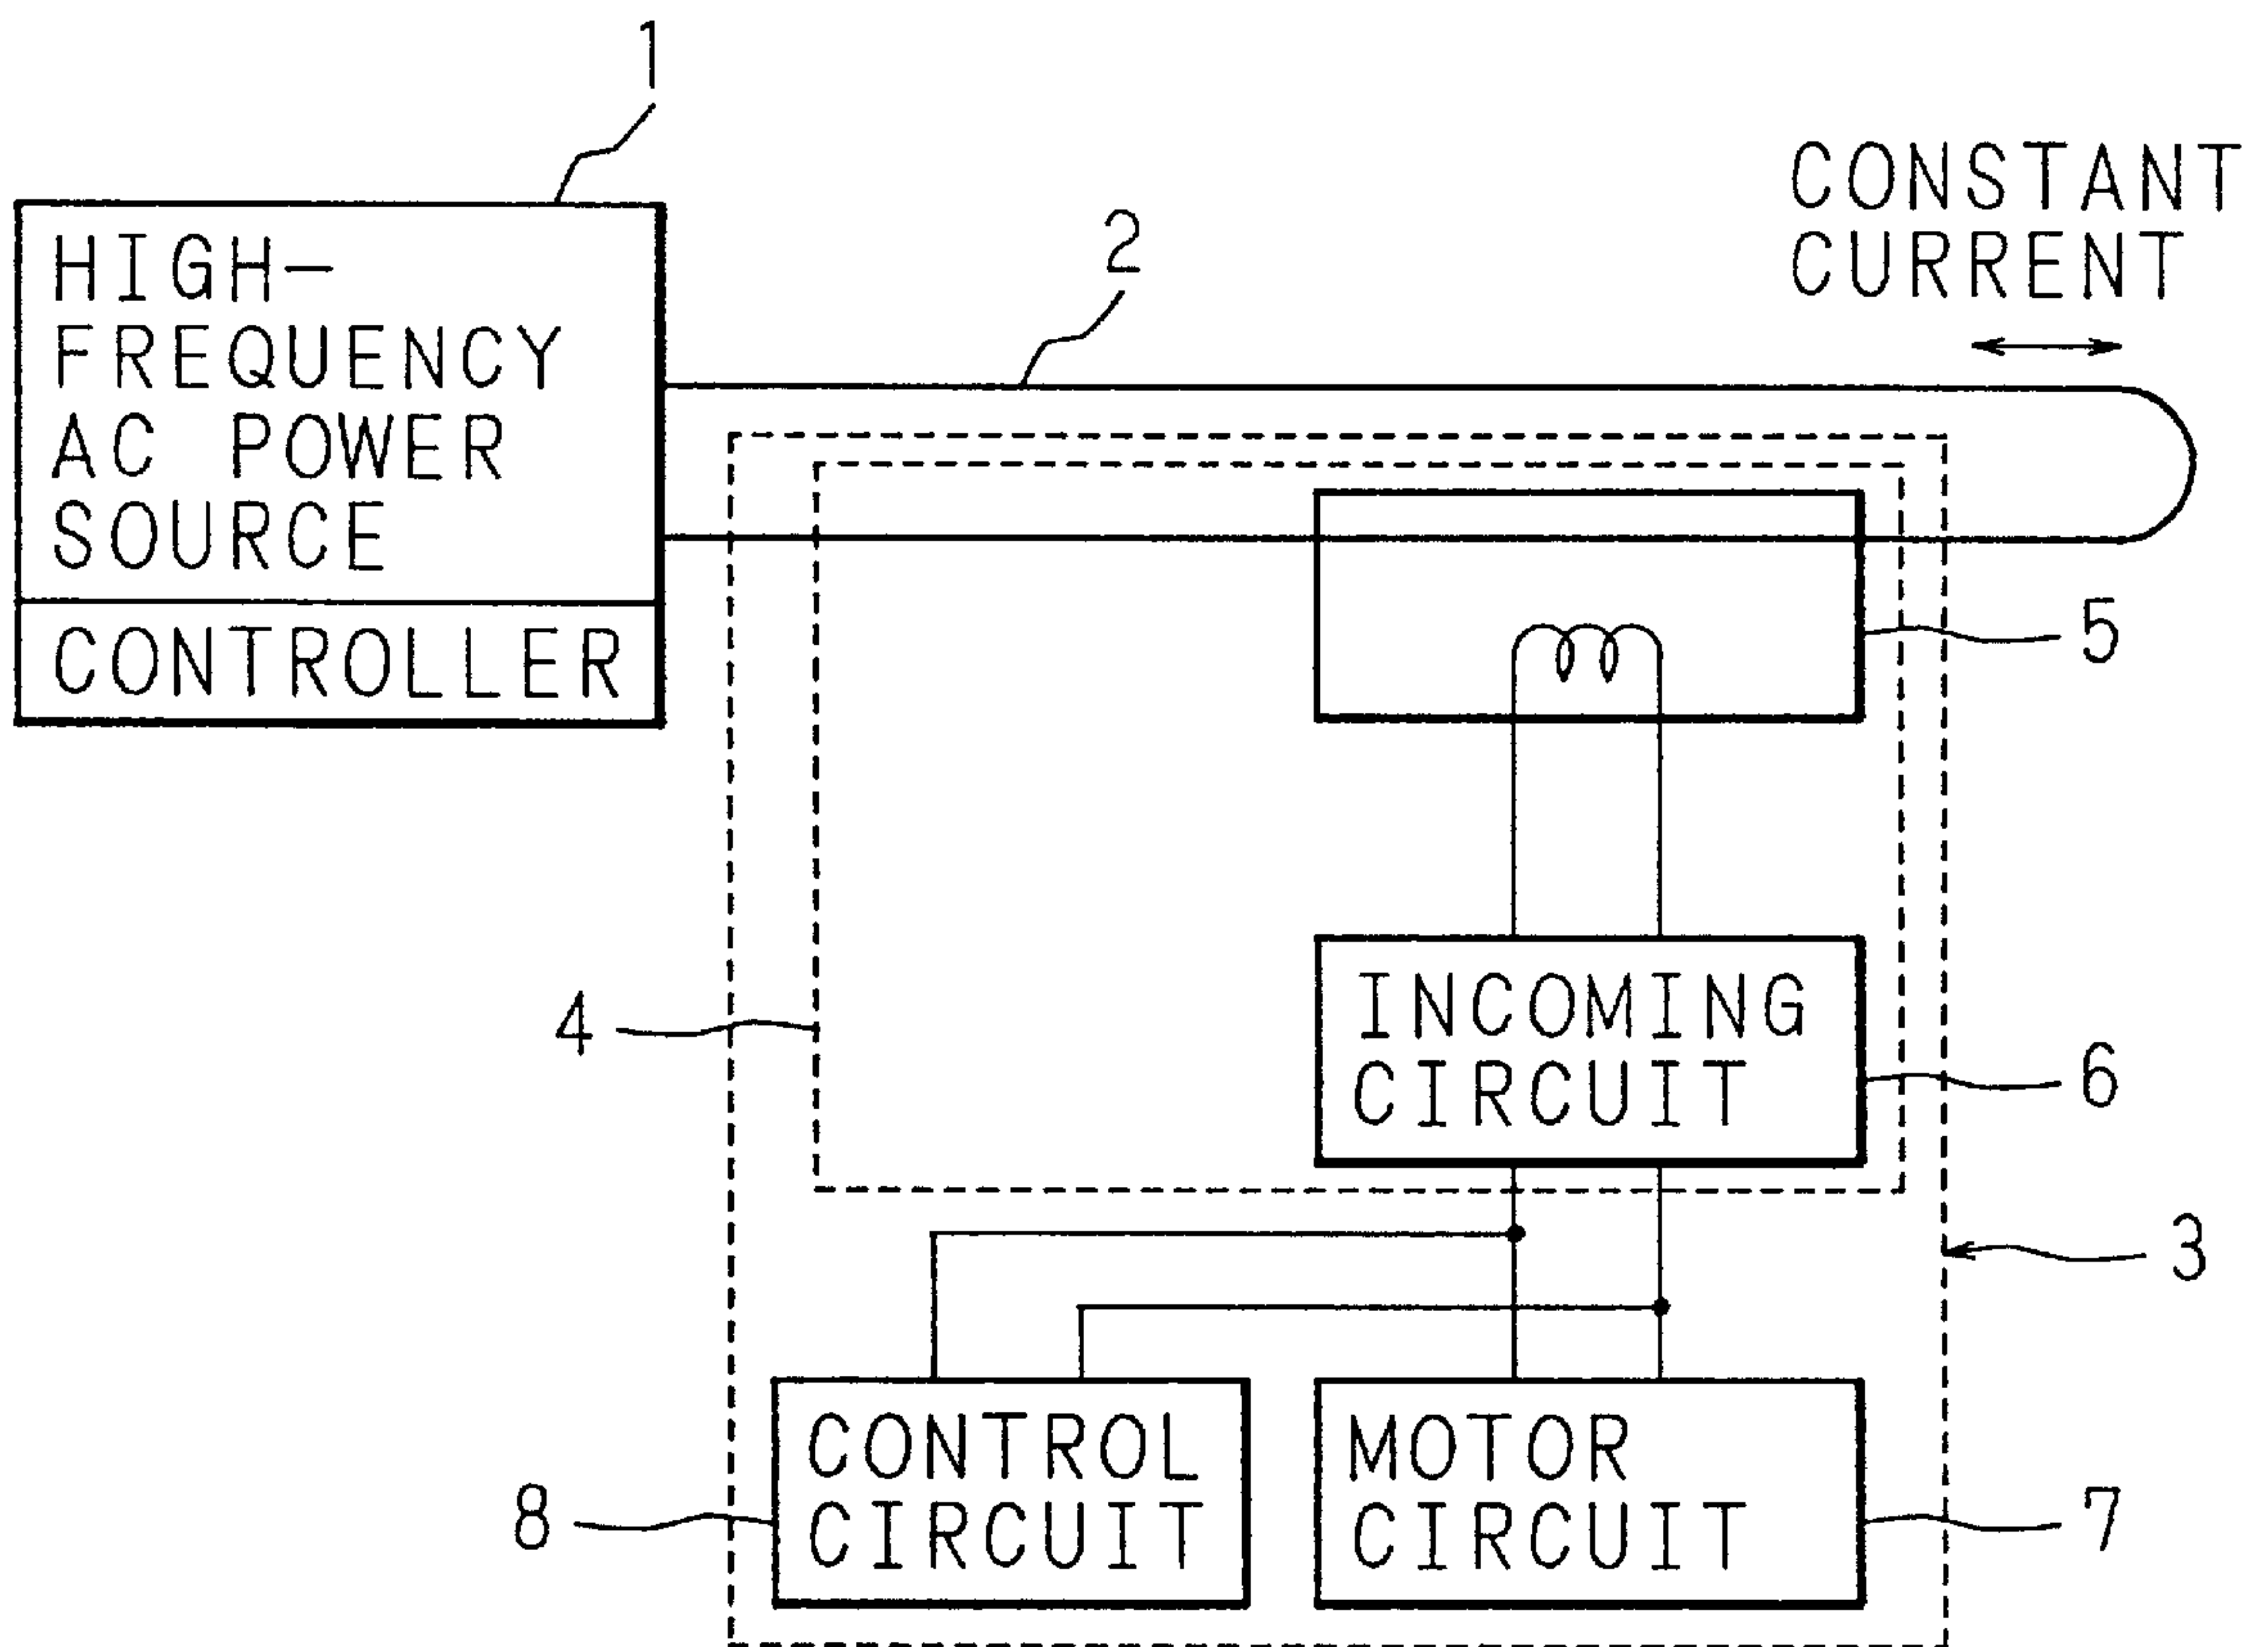 1
CONSTANT
CURRENT
2
HIGH-
FREQUENCY
AC POWER
SOURCE
CONTROLLER
5
4
INCOMING
CIRCUIT
6
3
8
CONTROL
CIRCUIT
MOTOR
CIRCUIT
7